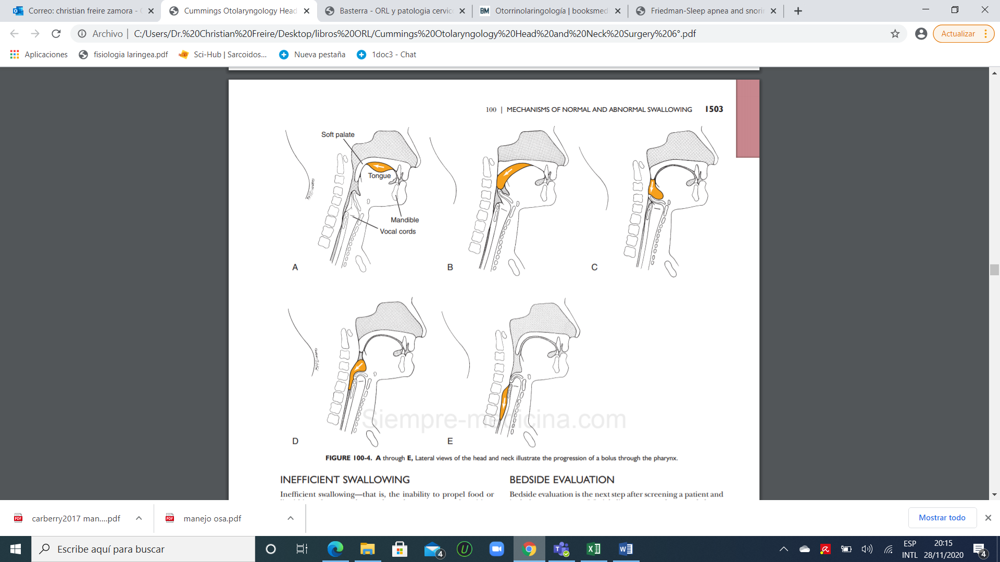 Correo: christian freire zamora -
Cummings Otolaryngology Head
Basterra - ORL y patologia cervic
BM
Otorrinolaringología | booksmed
Friedman-Sleep apnea and snori
Archivo
C:/Users/Dr.%20Christian%20Freire/Desktop/libros%20ORL/Cummings%20Otolaryngology%20Head%20and%20Neck%20Surgery%206°.pdf
Actualizar
Aplicaciones
fisiologia laringea.pdf
Sci-Hub | Sarcoidos...
Nueva pestaña
1doc3 - Chat
100 | MECHANISMS OF NORMAL AND ABNORMAL SWALLOWING 1503
Soft palate
Tongue
Mandible
Vocal cords
A
B
C
D
E
Siempre-medicina.com
FIGURE 100-4. A through E, Lateral views of the head and neck illustrate the progression of a bolus through the pharynx.
INEFFICIENT SWALLOWING
Inefficient swallowing—that is, the inability to propel food or
BEDSIDE EVALUATION
Bedside evaluation is the next step after screening a patient and
PDF
carberry2017 man....pdf
PDF
manejo osa.pdf
Mostrar todo
Escribe aquí para buscar
4
ESP
INTL
20:15
28/11/2020
4